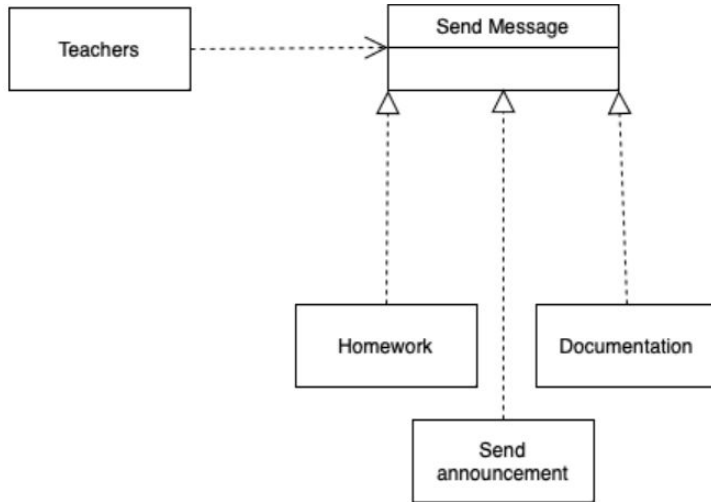 Send Message
Teachers
Homework
Documentation
Send
announcement